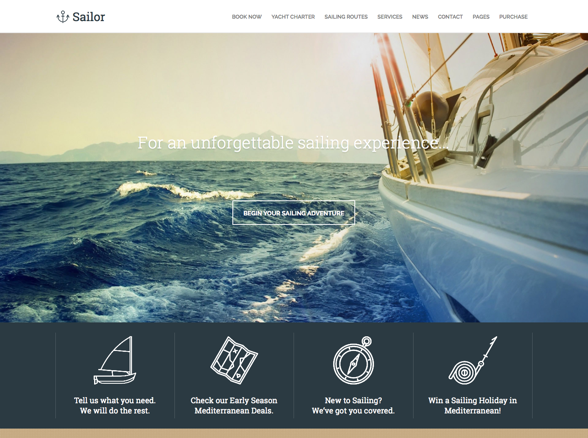 Sailor
BOOK NOW YACHT CHARTER SAILING ROUTES SERVICES NEWS CONTACT PAGES PURCHASE
For an unforgettable sailing experience...
BEGIN YOUR SAILING ADVENTURE
Tell us what you need.
We will do the rest.
Check our Early Season
Mediterranean Deals.
New to Sailing?
We've got you covered.
Win a Sailing Holiday in
Mediterranean!